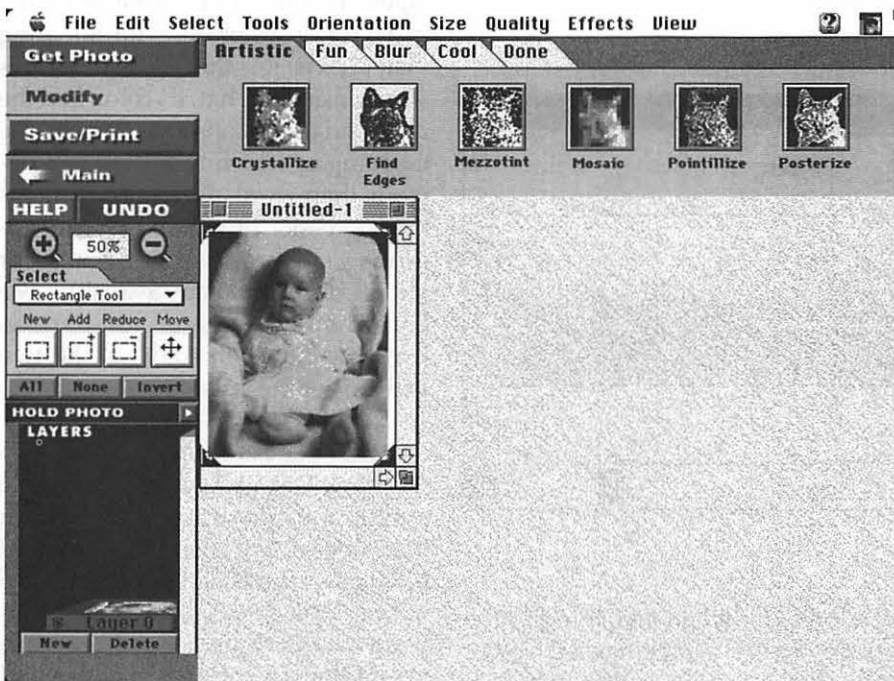 File Edit Select Tools Orientation Size Quality Effects View
Get Photo
Artistic Fun Blur Cool Done
Modify
Save/Print
Main
Crystallize Find Edges Mezzotint Mosaic Pointillize Posterize
HELP UNDO
Untitled-1
50%
Select
Rectangle Tool
New Add Reduce Move
All None Invert
HOLD PHOTO
LAYERS
Layer 0
New Delete